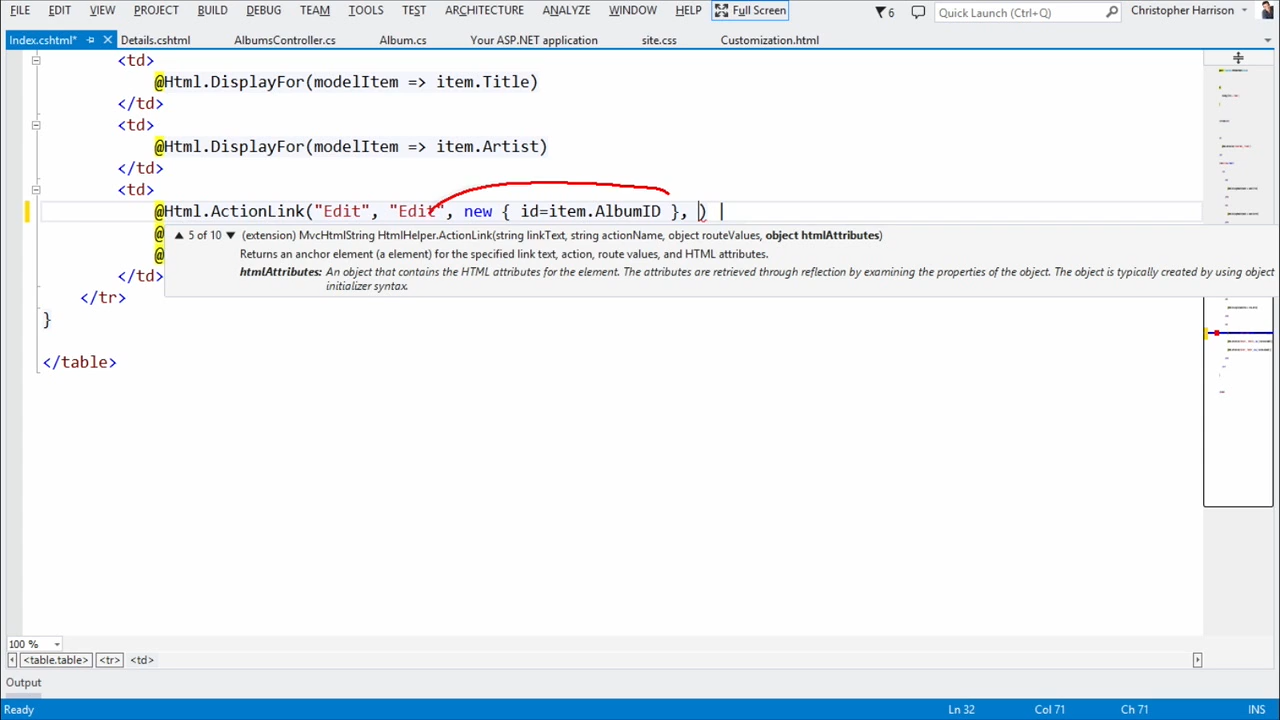 FILE EDIT VIEW PROJECT BUILD DEBUG TEAM TOOLS TEST ARCHITECTURE ANALYZE WINDOW HELP Full Screen 6 Quick Launch (Ctrl+Q) Christopher Harrison
Index.cshtml* Details.cshtml AlbumsController.cs Album.cs Your ASP.NET application site.css Customization.html
<td>
@Html.DisplayFor(modelItem => item.Title)
</td>
<td>
@Html.DisplayFor(modelItem => item.Artist)
</td>
<td>
@Html.ActionLink("Edit", "Edit", new { id=item.AlbumID }, ) |
@
5 of 10 (extension) MvcHtmlString HtmlHelper.ActionLink(string linkText, string actionName, object routeValues, object htmlAttributes)
@
Returns an anchor element (a element) for the specified link text, action, route values, and HTML attributes.
</td>
htmlAttributes: An object that contains the HTML attributes for the element. The attributes are retrieved through reflection by examining the properties of the object. The object is typically created by using object
initializer syntax.
</tr>
}
</table>
100 %
<table.table> <tr> <td>
Output
Ready Ln 32 Col 71 Ch 71 INS